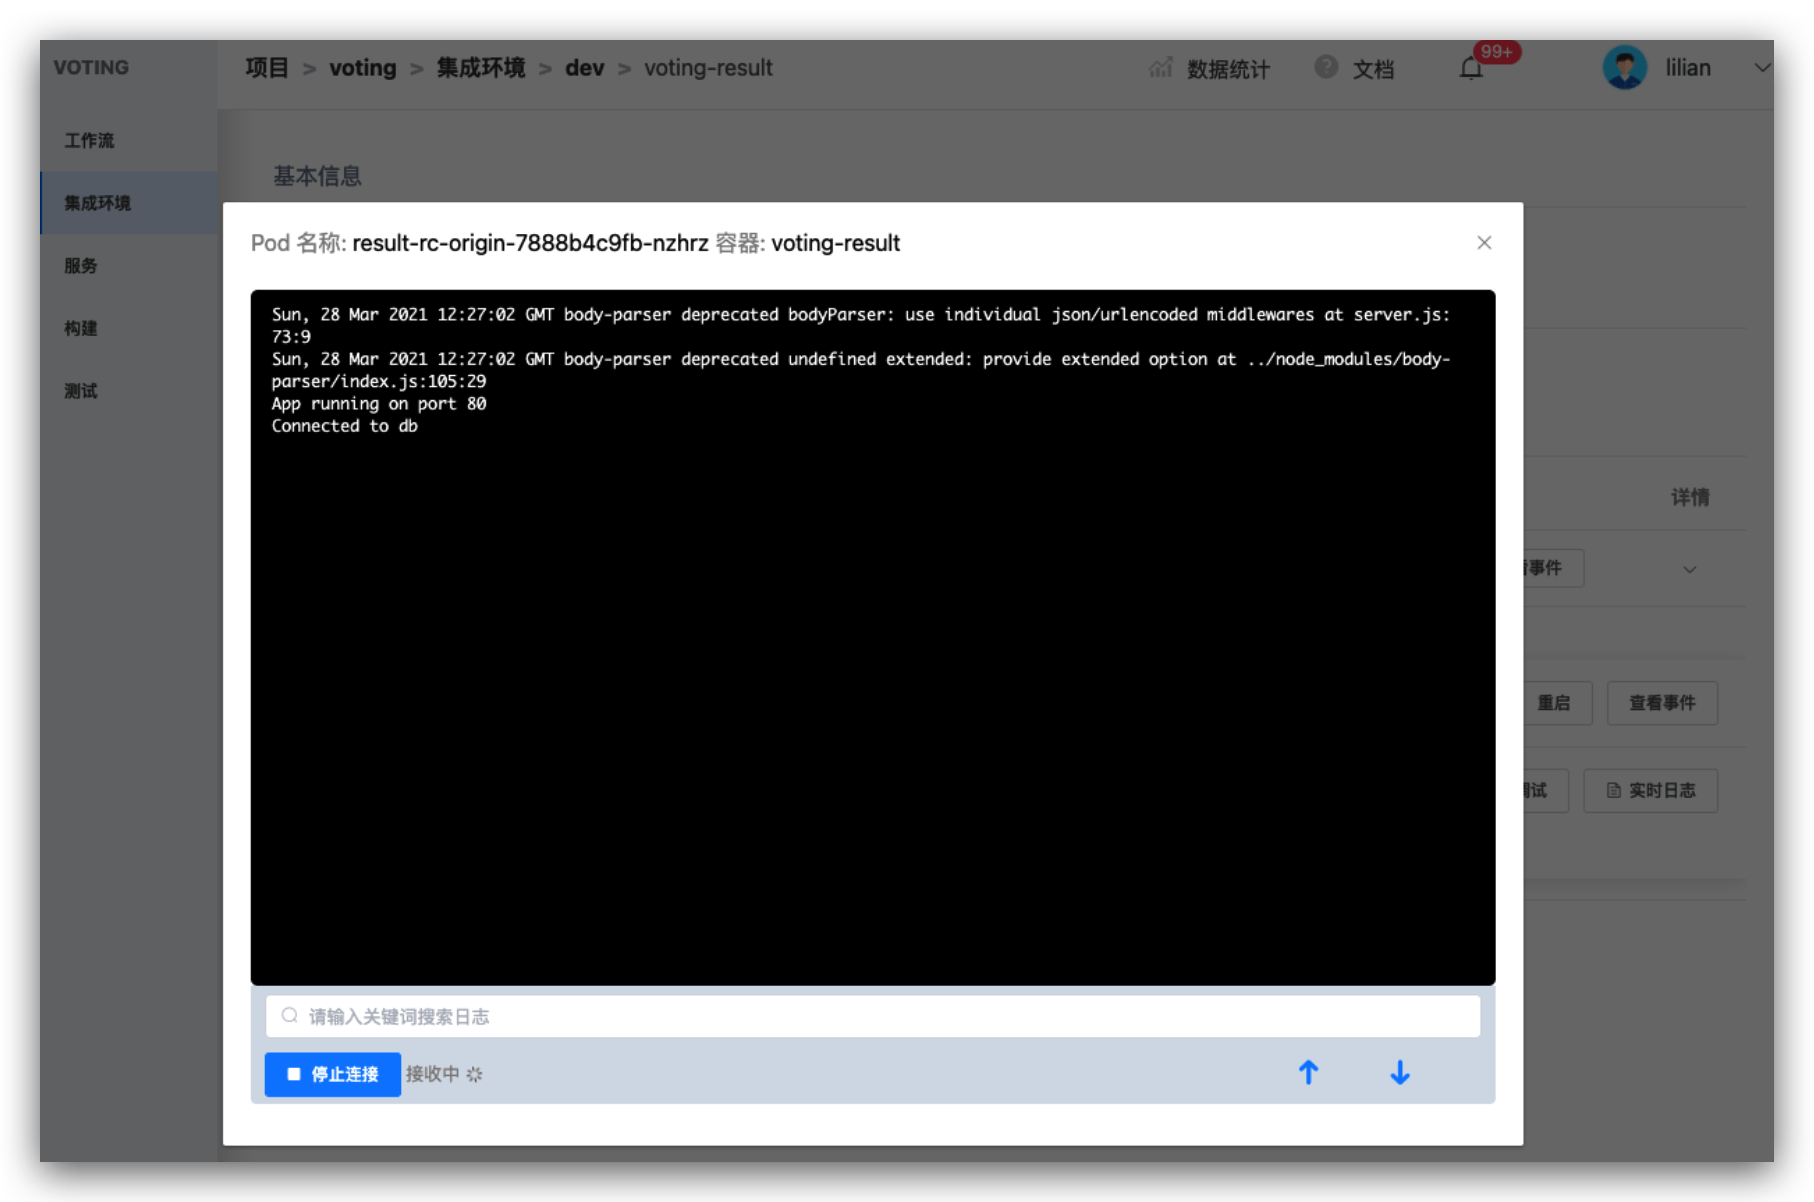 VOTING
项目 > voting > 集成环境 > dev > voting-result
数据统计
文档
99+
lilian
工作流
集成环境
服务
构建
测试
基本信息
Pod 名称: result-rc-origin-7888b4c9fb-nzhrz 容器: voting-result
Sun, 28 Mar 2021 12:27:02 GMT body-parser deprecated bodyParser: use individual json/urlencoded middlewares at server.js:
73:9
Sun, 28 Mar 2021 12:27:02 GMT body-parser deprecated undefined extended: provide extended option at ../node_modules/body-
parser/index.js:105:29
App running on port 80
Connected to db
详情
事件
重启
查看事件
试
实时日志
请输入关键词搜索日志
停止连接
接收中